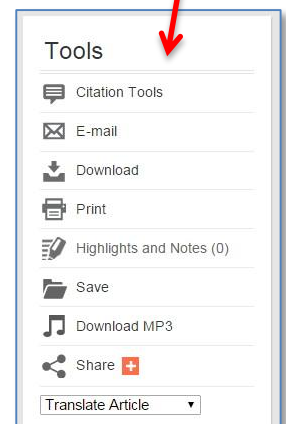 Tools
Citation Tools
E-mail
Download
Print
Highlights and Notes (0)
Save
Download MP3
Share
Translate Article